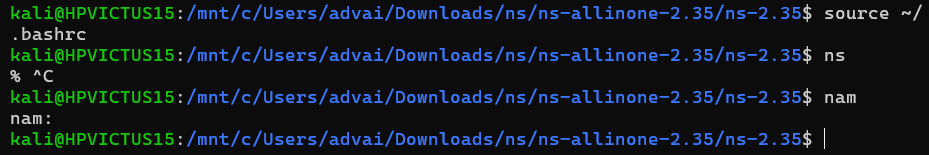 kali@HPVICTUS15:/mnt/c/Users/advai/Downloads/ns/ns-allinone-2.35/ns-2.35$ source ~/
.bashrc
kali@HPVICTUS15:/mnt/c/Users/advai/Downloads/ns/ns-allinone-2.35/ns-2.35$ ns
% ^C
kali@HPVICTUS15:/mnt/c/Users/advai/Downloads/ns/ns-allinone-2.35/ns-2.35$ nam
nam:
kali@HPVICTUS15:/mnt/c/Users/advai/Downloads/ns/ns-allinone-2.35/ns-2.35$